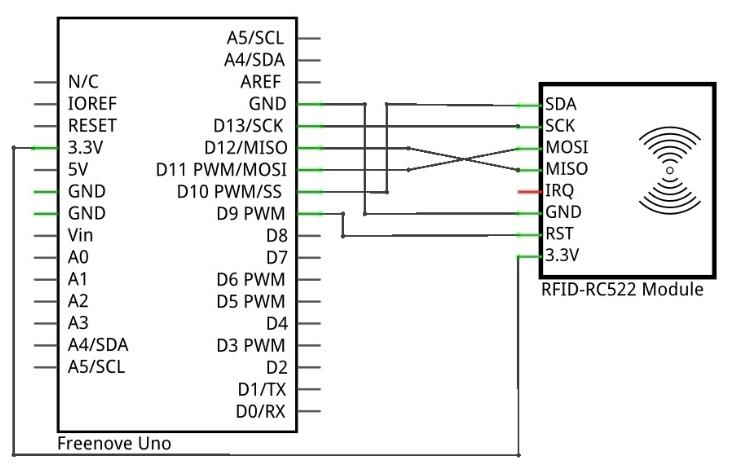 A5/SCL
A4/SDA
N/C
AREF
IOREF
GND
SDA
RESET
D13/SCK
SCK
3.3V
D12/MISO
MOSI
5V
D11 PWM/MOSI
MISO
GND
D10 PWM/SS
IRQ
GND
D9 PWM
GND
Vin
D8
RST
A0
D7
3.3V
A1
D6 PWM
A2
D5 PWM
RFID-RC522 Module
A3
D4
A4/SDA
D3 PWM
A5/SCL
D2
D1/TX
D0/RX
Freenove Uno